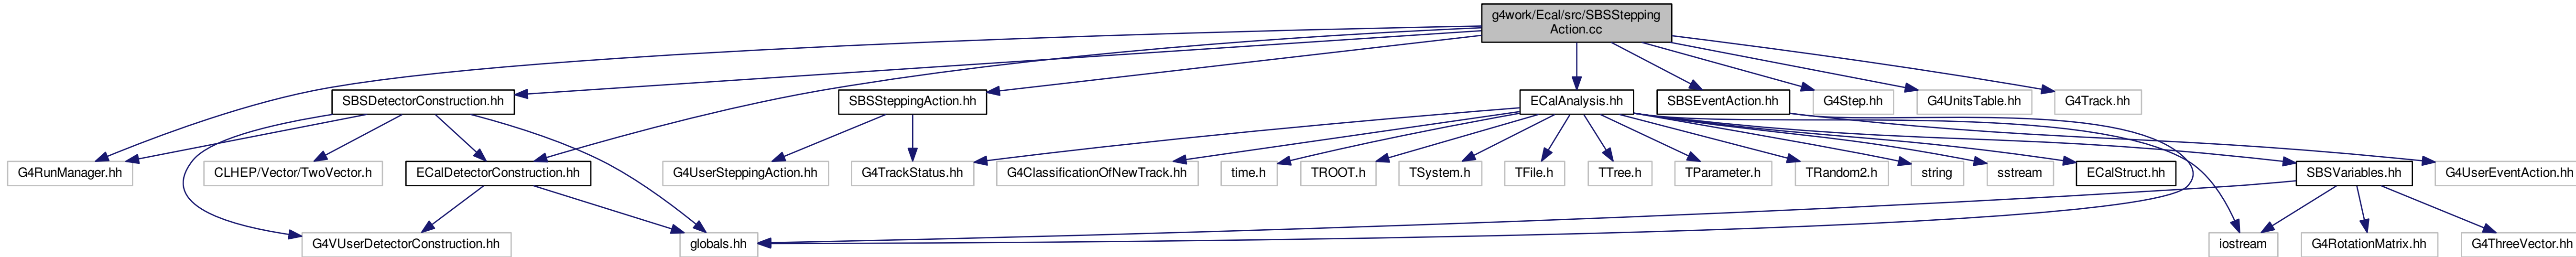 g4work/Ecal/src/SBSStepping
Action.cc
SBSDetectorConstruction.hh
SBSSteppingAction.hh
ECalAnalysis.hh
SBSEventAction.hh
G4Step.hh
G4UnitsTable.hh
G4Track.hh
G4RunManager.hh
CLHEP/Vector/TwoVector.h
ECalDetectorConstruction.hh
G4UserSteppingAction.hh
G4TrackStatus.hh
G4ClassificationOfNewTrack.hh
time.h
TROOT.h
TSystem.h
TFile.h
TTree.h
TParameter.h
TRandom2.h
string
sstream
ECalStruct.hh
SBSVariables.hh
G4UserEventAction.hh
G4VUserDetectorConstruction.hh
globals.hh
iostream
G4RotationMatrix.hh
G4ThreeVector.hh